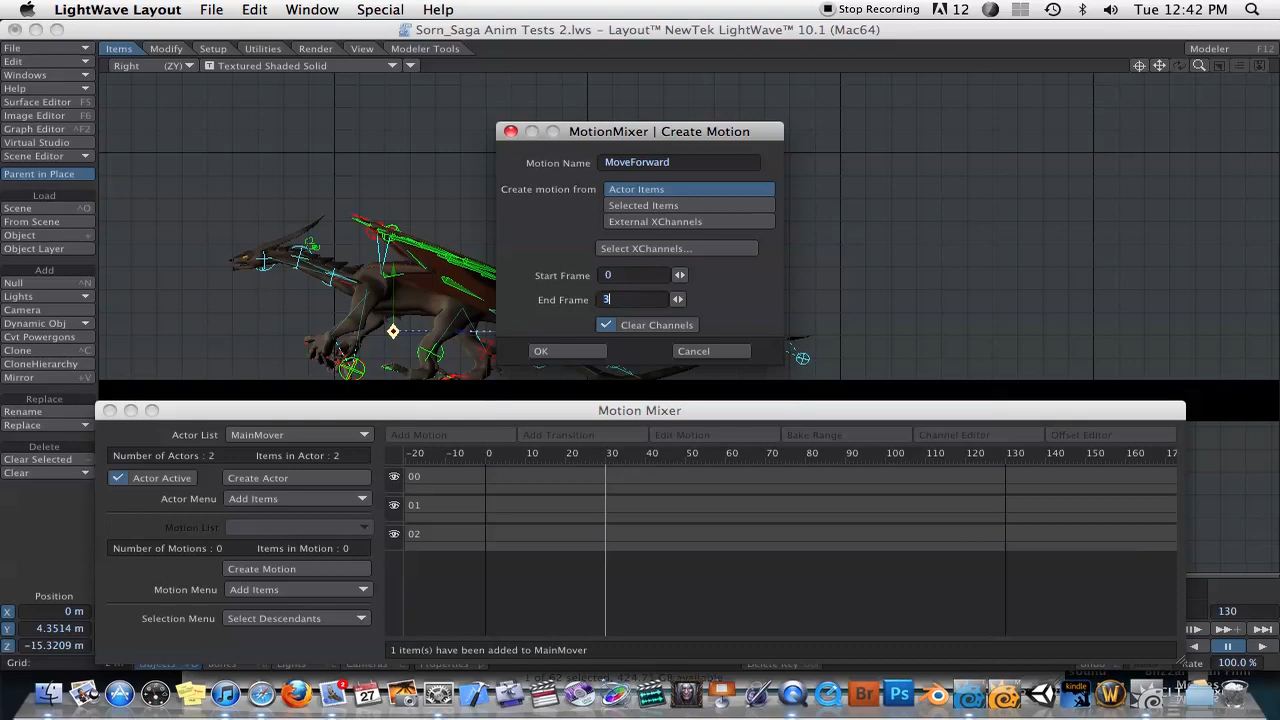 LightWave Layout File Edit Window Special Help Stop Recording 12 Tue 12:42 PM
Sorn_Saga Anim Tests 2.lws - Layout™ NewTek LightWave™ 10.1 (Mac64)
File Items Modify Setup Utilities Render View Modeler Tools Modeler F12
Edit Right (ZY) T Textured Shaded Solid
Windows
Help
Surface Editor F5
Image Editor F6
Graph Editor ^F2
Virtual Studio
Scene Editor
Parent in Place
Load
Scene ^O
From Scene
Object +
Object Layer
Add
Null ^N
Lights
Camera
Dynamic Obj
Cvt Powergons
Clone ^C
CloneHierarchy
Mirror +V
Replace
Rename
Replace
Delete
Clear Selected -
Clear
MotionMixer | Create Motion
Motion Name MoveForward
Create motion from Actor Items
Selected Items
External XChannels
Select XChannels...
Start Frame 0
End Frame 3
Clear Channels
OK Cancel
Motion Mixer
Actor List MainMover Add Motion Add Transition Edit Motion Bake Range Channel Editor Offset Editor
Number of Actors : 2 Items in Actor : 2 -20 -10 0 10 20 30 40 50 60 70 80 90 100 110 120 130 140 150 160 17
Actor Active Create Actor 00
Actor Menu Add Items 01
Motion List 02
Number of Motions : 0 Items in Motion : 0
Create Motion
Motion Menu Add Items
Selection Menu Select Descendants
1 item(s) have been added to MainMover
Position
X 0 m 130
Y 4.3514 m
Z -15.3209 m Rate 100.0 %
Grid: 2 m
2 27 Br Ps kindle